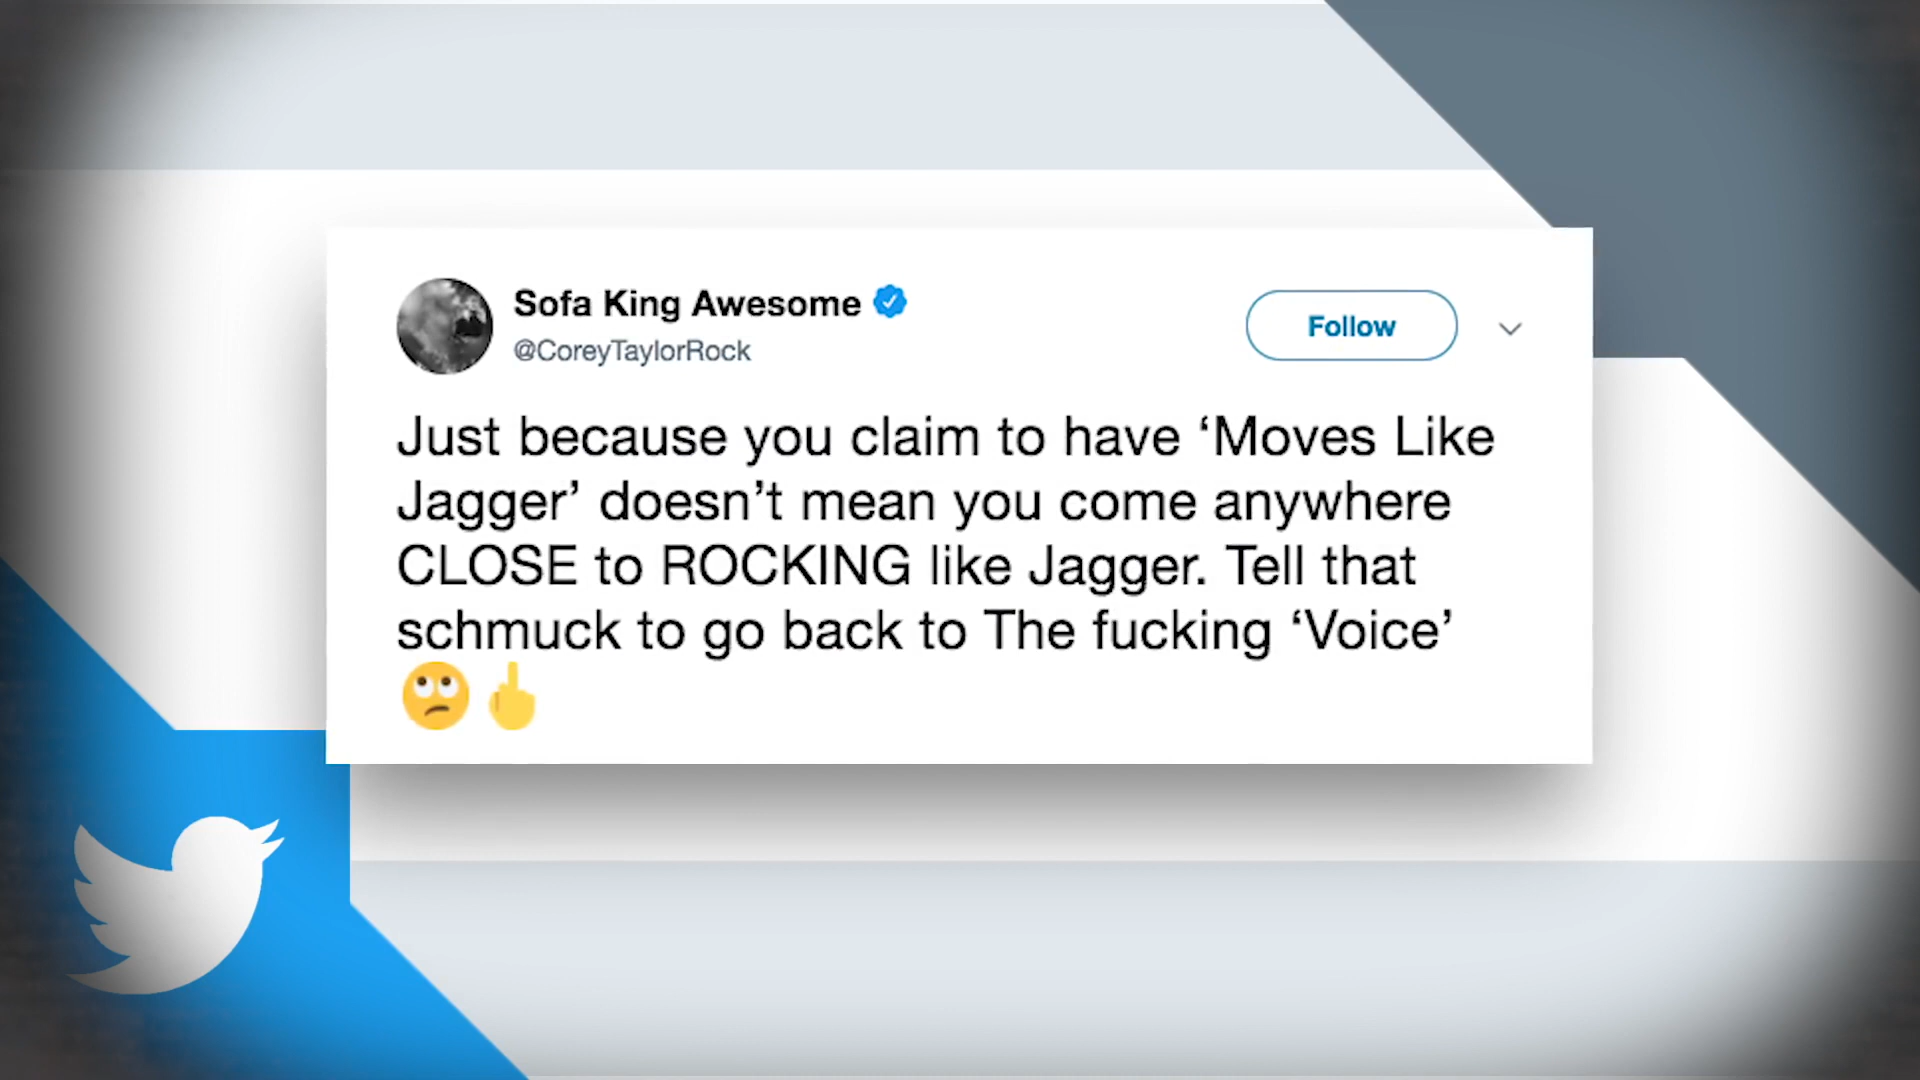 Sofa King Awesome
@CoreyTaylorRock
Follow
Just because you claim to have ‘Moves Like
Jagger’ doesn’t mean you come anywhere
CLOSE to ROCKING like Jagger. Tell that
schmuck to go back to The fucking ‘Voice’
🙄🖕